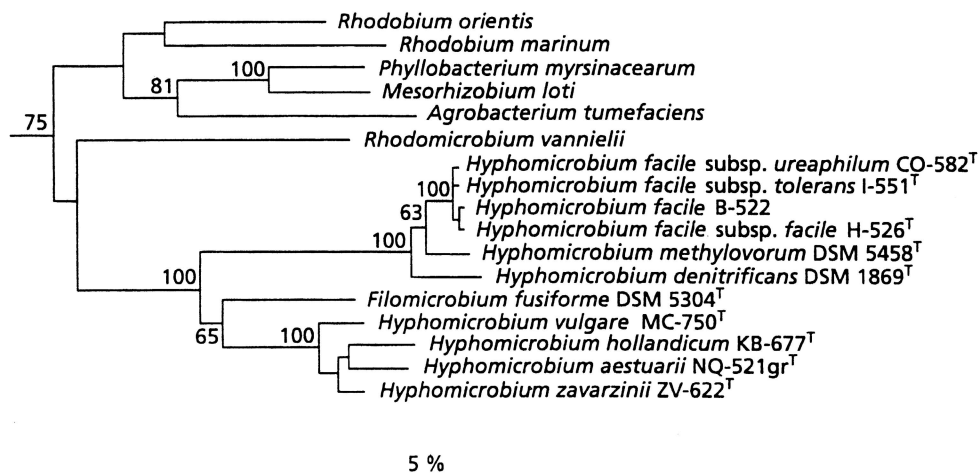 Rhodobium orientis
Rhodobium marinum
100 Phyllobacterium myrsinacearum
81 Mesorhizobium loti
Agrobacterium tumefaciens
75
Rhodomicrobium vannielii
Hyphomicrobium facile subsp. ureaphilum CO-582ᵀ
100 Hyphomicrobium facile subsp. tolerans I-551ᵀ
63 Hyphomicrobium facile B-522
Hyphomicrobium facile subsp. facile H-526ᵀ
100 Hyphomicrobium methylovorum DSM 5458ᵀ
100 Hyphomicrobium denitrificans DSM 1869ᵀ
Filomicrobium fusiforme DSM 5304ᵀ
Hyphomicrobium vulgare MC-750ᵀ
65 100 Hyphomicrobium hollandicum KB-677ᵀ
Hyphomicrobium aestuarii NQ-521grᵀ
Hyphomicrobium zavarzinii ZV-622ᵀ
5 %